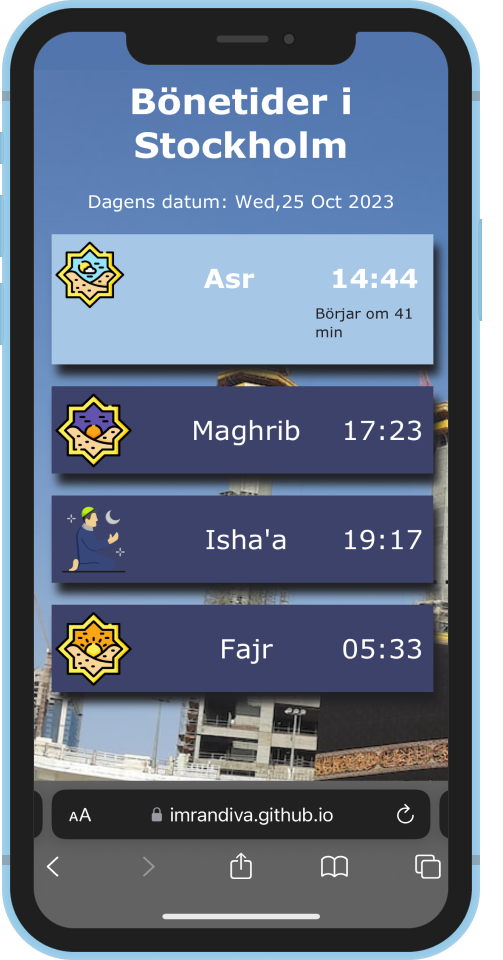 Bönetider i
Stockholm
Dagens datum: Wed,25 Oct 2023
Asr 14:44
Börjar om 41
min
Maghrib 17:23
Isha'a 19:17
Fajr 05:33
AA imrandiva.github.io